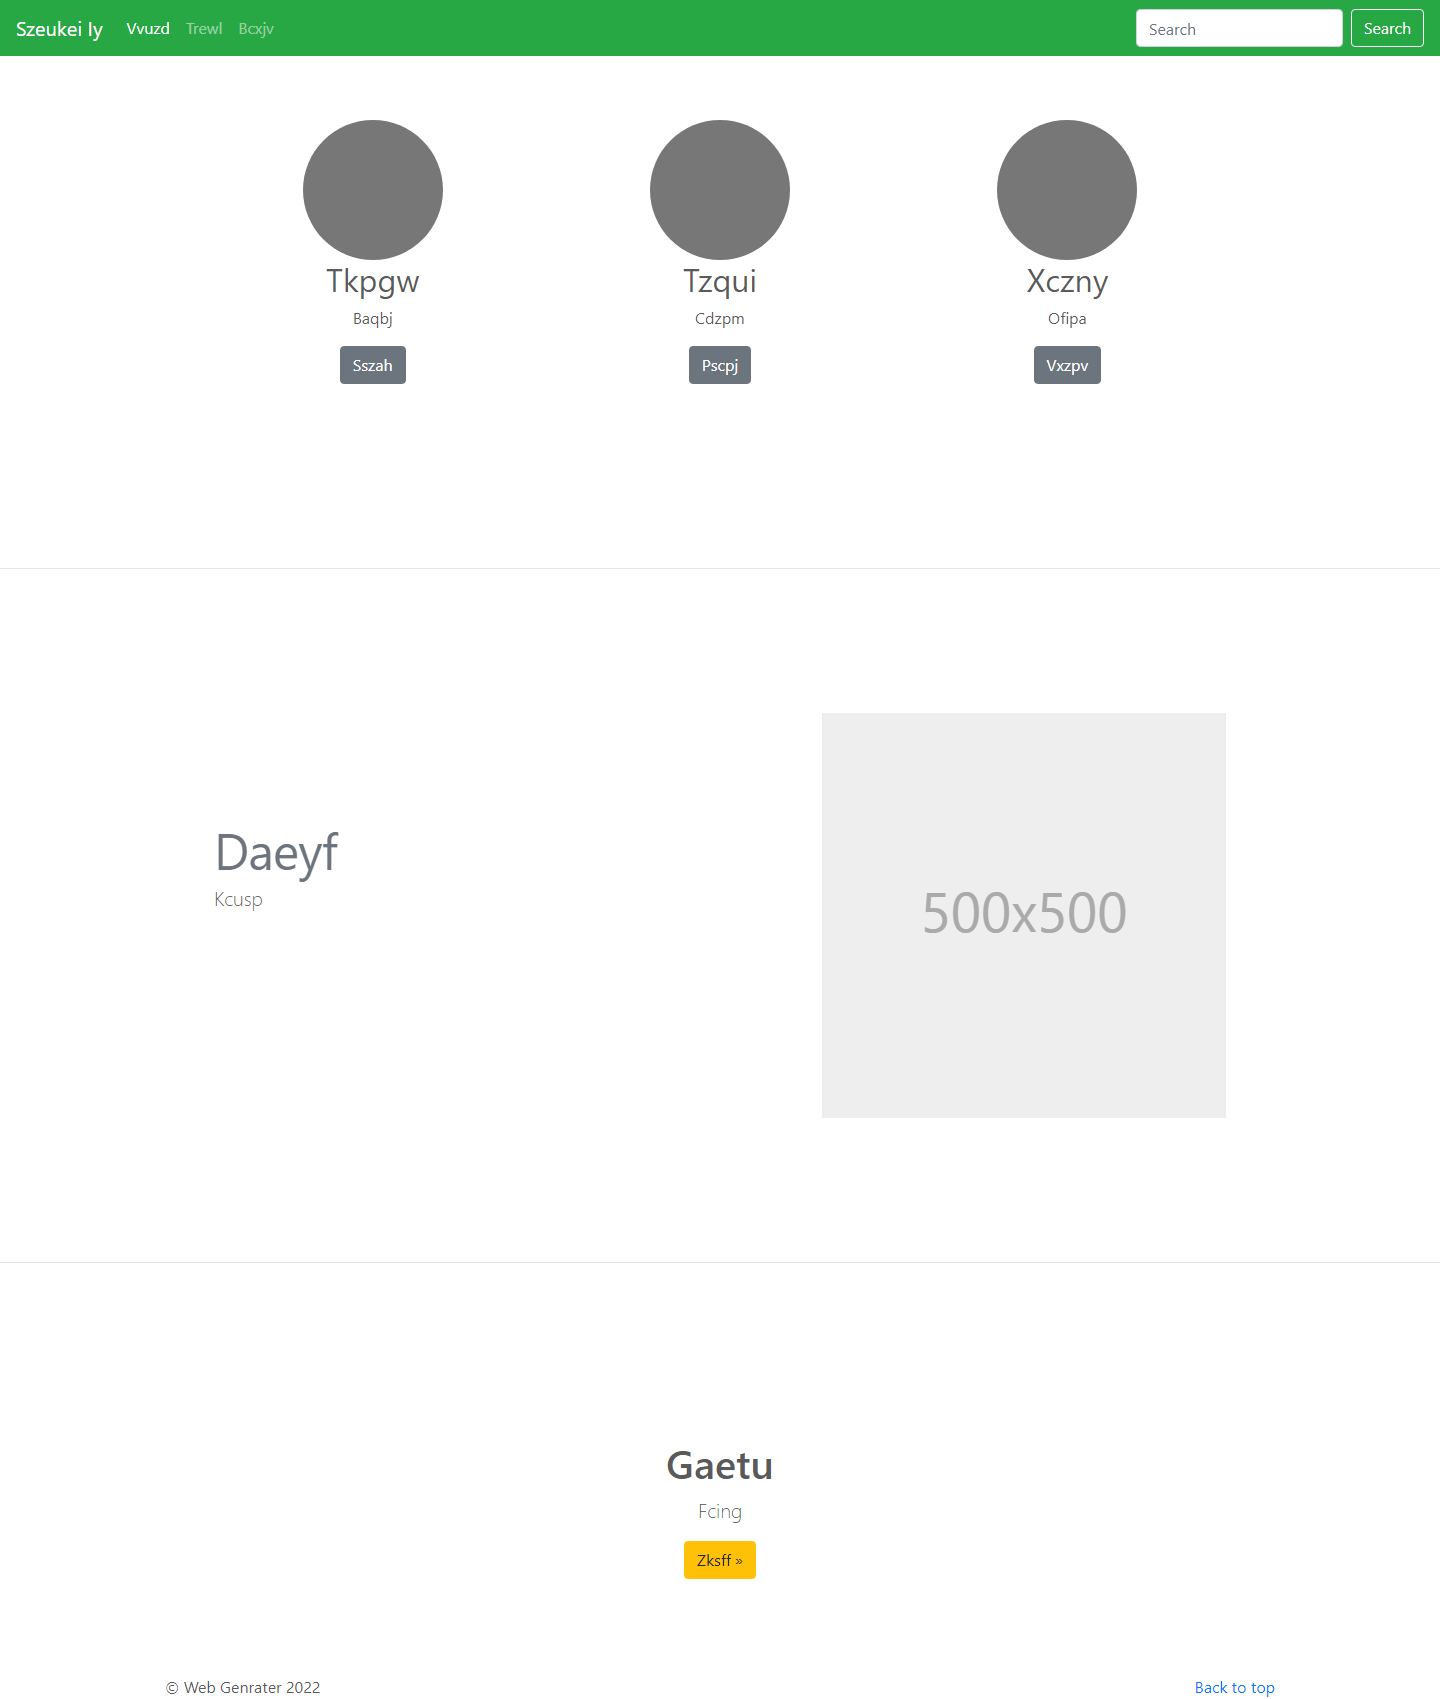 Szeukei ly Vvuzd Trewl Bcxjv Search Search
Tkpgw Tzqui Xczny
Baqbj Cdzpm Ofipa
Sszah Pscpj Vxzpv
Daeyf
Kcusp
500x500
Gaetu
Fcing
Zksff »
© Web Genrater 2022 Back to top